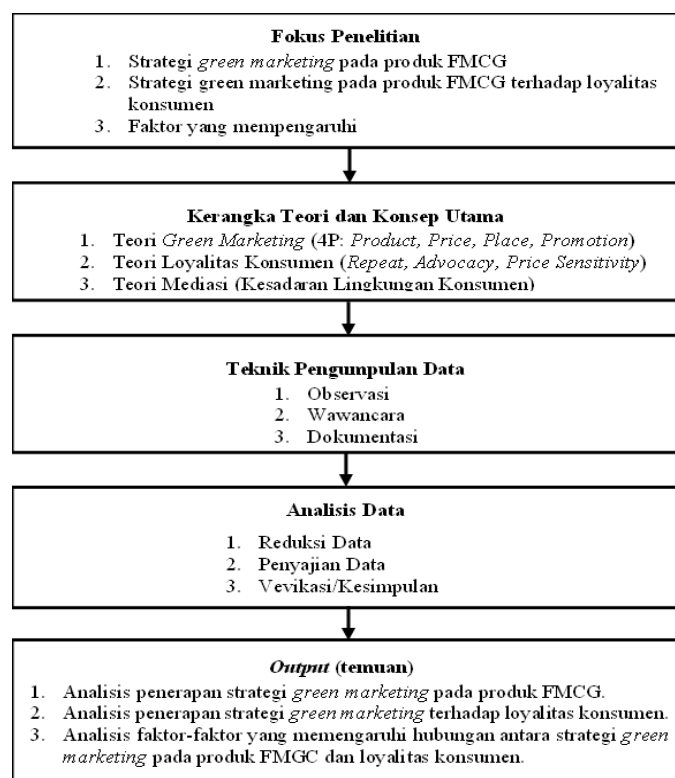 Fokus Penelitian
1. Strategi green marketing pada produk FMCG
2. Strategi green marketing pada produk FMCG terhadap loyalitas
konsumen
3. Faktor yang mempengaruhi
Kerangka Teori dan Konsep Utama
1. Teori Green Marketing (4P: Product, Price, Place, Promotion)
2. Teori Loyalitas Konsumen (Repeat, Advocacy, Price Sensitivity)
3. Teori Mediasi (Kesadaran Lingkungan Konsumen)
Teknik Pengumpulan Data
1. Observasi
2. Wawancara
3. Dokumentasi
Analisis Data
1. Reduksi Data
2. Penyajian Data
3. Vevikasi/Kesimpulan
Output (temuan)
1. Analisis penerapan strategi green marketing pada produk FMCG.
2. Analisis penerapan strategi green marketing terhadap loyalitas konsumen.
3. Analisis faktor-faktor yang memengaruhi hubungan antara strategi green
marketing pada produk FMGC dan loyalitas konsumen.